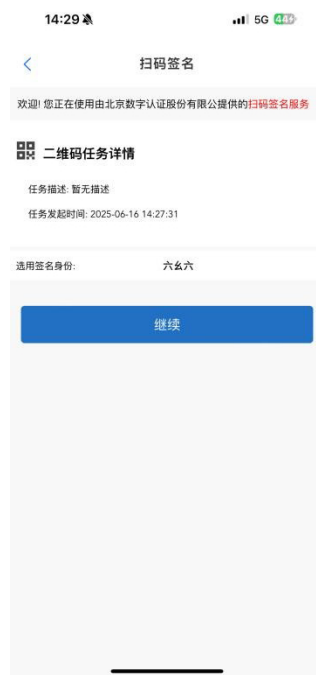 14:29
5G 44
扫码签名
欢迎! 您正在使用由北京数字认证股份有限公提供的扫码签名服务
二维码任务详情
任务描述: 暂无描述
任务发起时间: 2025-06-16 14:27:31
选用签名身份: 六幺六
继续